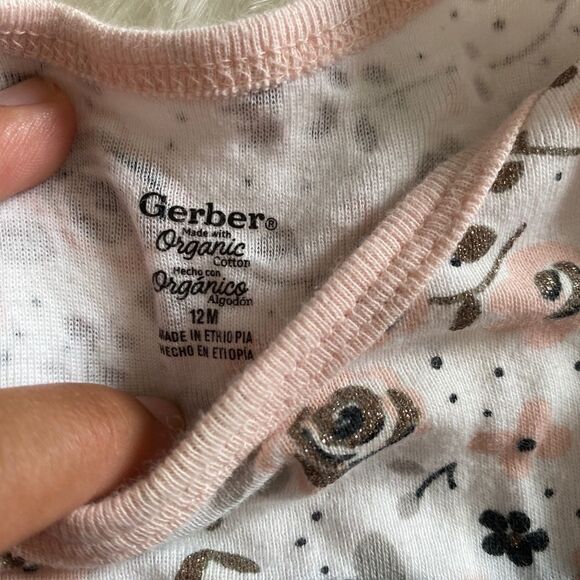 Gerber®
Made with
Organic
Cotton
Hecho con
Orgánico
Algodón
12M
MADE IN ETHIOPIA
HECHO EN ETIOPÍA